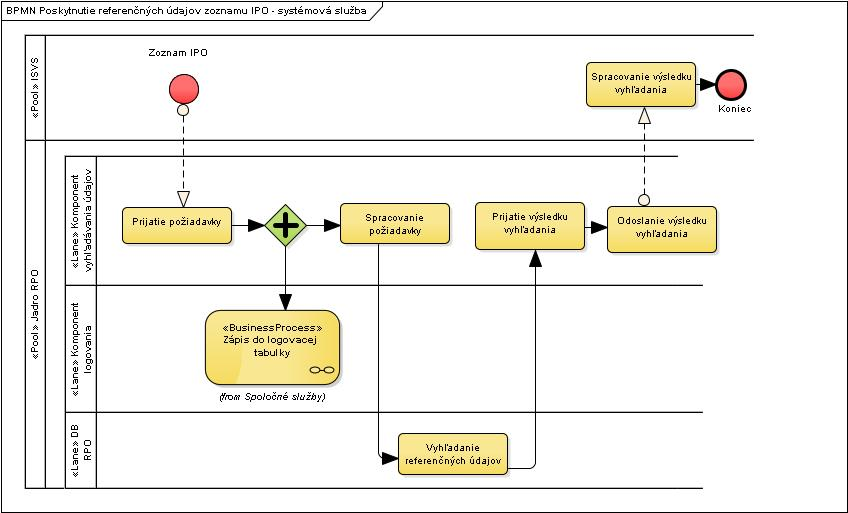 BPMN Poskytnutie referenčných údajov zoznamu IPO - systémová služba
«Pool» ISVS
Zoznam IPO
Spracovanie výsledku
vyhľadania
Koniec
«Pool» Jadro RPO
«Lane» Komponent
vyhľadávania údajov
Prijatie požiadavky
Spracovanie
požiadavky
Prijatie výsledku
vyhľadania
Odoslanie výsledku
vyhľadania
«Lane» Komponent
logovania
«BusinessProcess»
Zápis do logovacej
tabulky
(from Spoločné služby)
«Lane» DB
RPO
Vyhľadanie
referenčných údajov